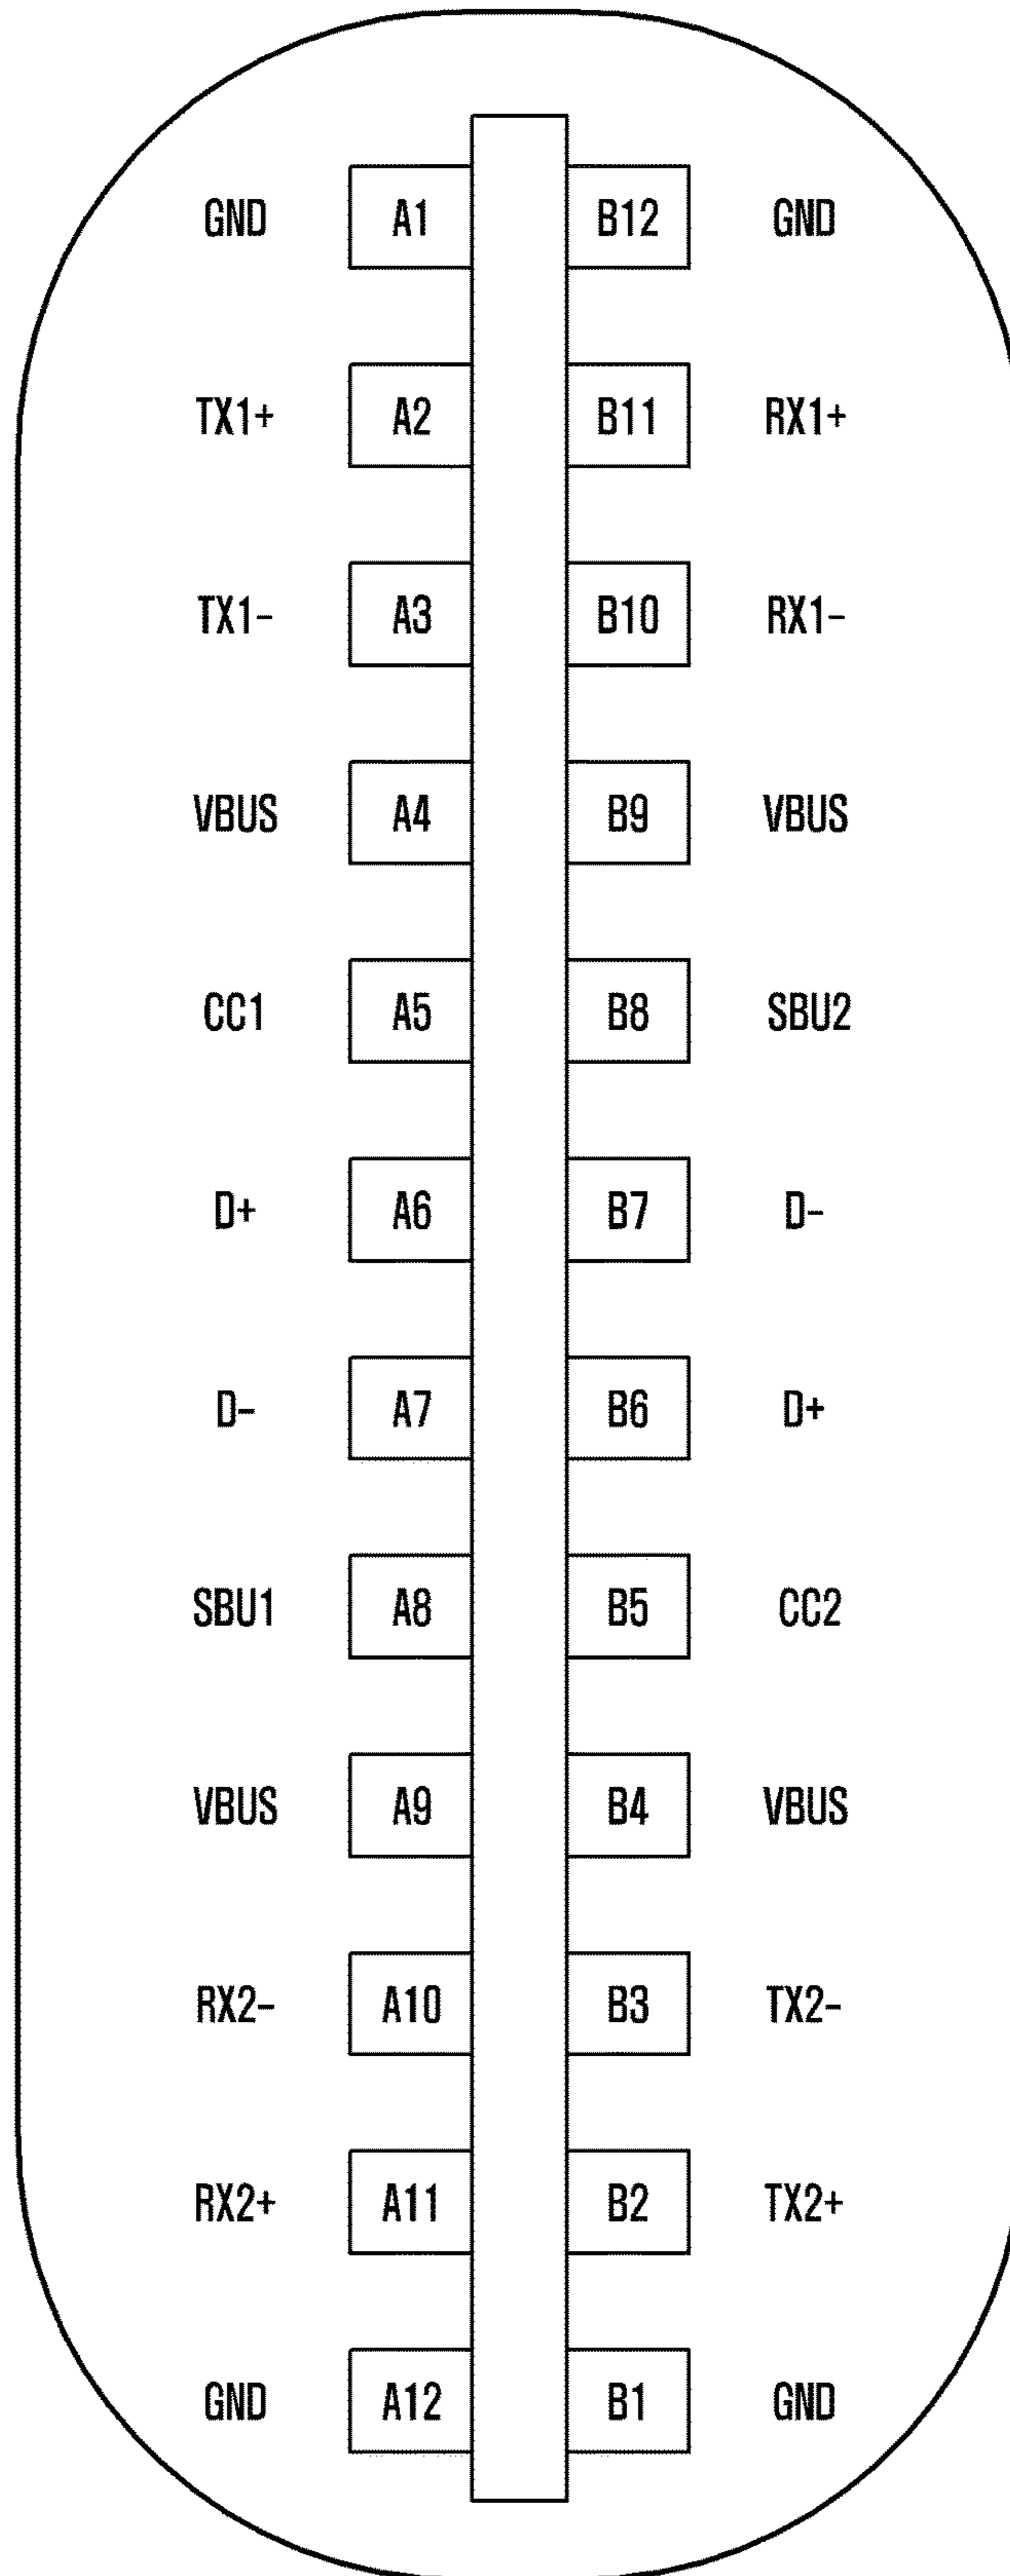 GND A1 B12 GND
TX1+ A2 B11 RX1+
TX1- A3 B10 RX1-
VBUS A4 B9 VBUS
CC1 A5 B8 SBU2
D+ A6 B7 D-
D- A7 B6 D+
SBU1 A8 B5 CC2
VBUS A9 B4 VBUS
RX2- A10 B3 TX2-
RX2+ A11 B2 TX2+
GND A12 B1 GND